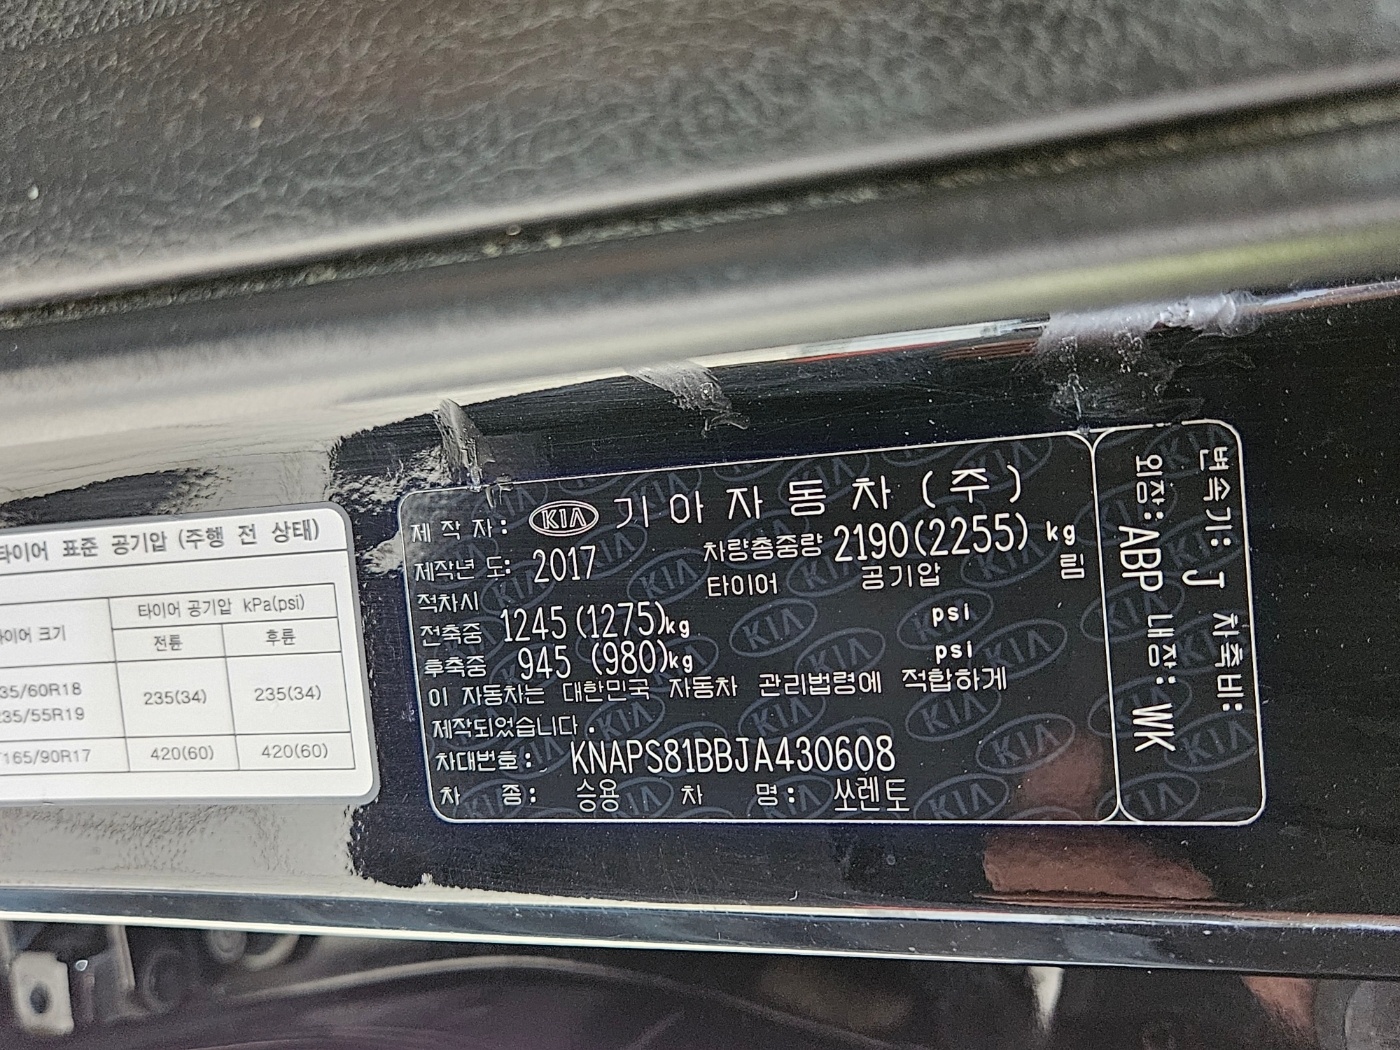 타이어 표준 공기압 (주행 전 상태)
크기
타이어 공기압 kPa(psi)
전륜 후륜
35/60R18
235/55R19
235(34) 235(34)
T165/90R17 420(60) 420(60)
제 작 자: KIA 기 아 자 동 차 (주)
제작년 도: 2017 차량총중량 2190(2255) kg
적차시 타이어 공기압 림
전축중 1245 (1275)kg psi
후축중 945 (980)kg psi
이 자동차는 대한민국 자동차 관리법령에 적합하게
제작되었습니다.
차대번호: KNAPS81BBJA430608
차 종: 승용 차 명: 쏘렌토
변속기: J 차축비:
외장: ABP 내장: WK